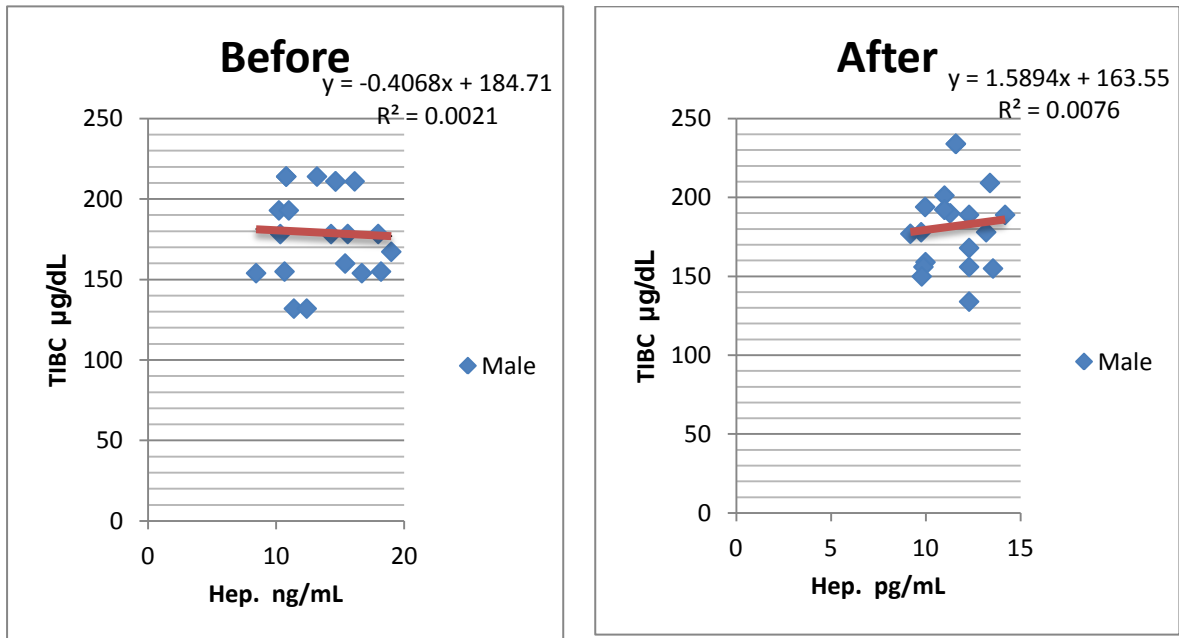 Before
y = -0.4068x + 184.71
R² = 0.0021
250
200
150
100
50
0
0 10 20
TIBC µg/dL
Hep. ng/mL
Male
After
y = 1.5894x + 163.55
R² = 0.0076
250
200
150
100
50
0
0 5 10 15
TIBC µg/dL
Hep. pg/mL
Male